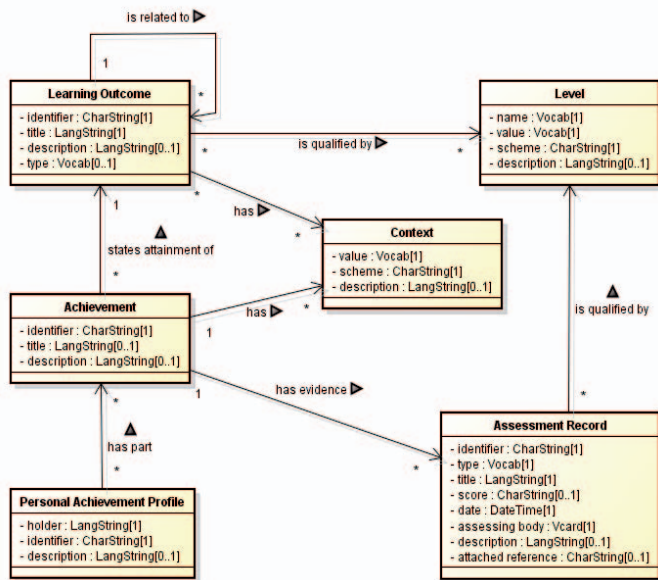 is related to
1
*
Learning Outcome
- identifier : CharString[1]
- title : LangString[1]
- description : LangString[0..1]
- type : Vocab[0..1]
Level
- name : Vocab[1]
- value : Vocab[1]
- scheme : CharString[1]
- description : LangString[0..1]
*
is qualified by
*
*
has
*
1
states attainment of
*
Context
- value : Vocab[1]
- scheme : CharString[1]
- description : LangString[0..1]
Achievement
- identifier : CharString[1]
- title : LangString[0..1]
- description : LangString[0..1]
1
has
*
is qualified by
*
1
has evidence
*
*
has part
*
Assessment Record
- identifier : CharString[1]
- type : Vocab[1]
- title : LangString[1]
- score : CharString[0..1]
- date : DateTime[1]
- assessing body : Vcard[1]
- description : LangString[0..1]
- attached reference : CharString[0..1]
Personal Achievement Profile
- holder : LangString[1]
- identifier : CharString[1]
- description : LangString[0..1]